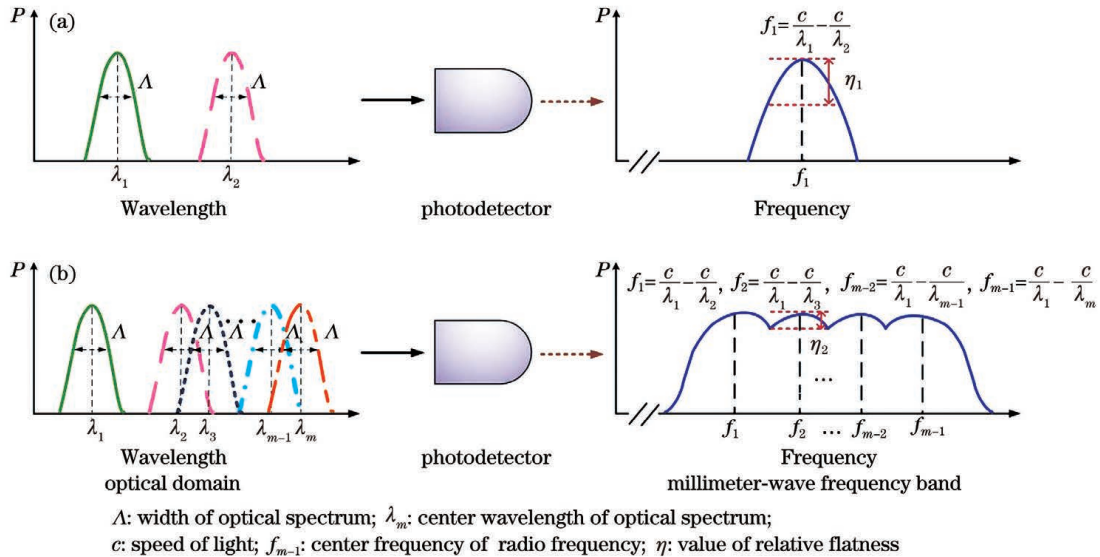 (a)
P
Λ
Λ
λ₁
λ₂
Wavelength
photodetector
P
f₁=c/λ₁−c/λ₂
η₁
f₁
Frequency
(b)
P
Λ
Λ
Λ
...
Λ
Λ
λ₁
λ₂
λ₃
λₘ₋₁
λₘ
Wavelength
optical domain
photodetector
P
f₁=c/λ₁−c/λ₂, f₂=c/λ₁−c/λ₃, fₘ₋₂=c/λ₁−c/λₘ₋₁, fₘ₋₁=c/λ₁−c/λₘ
η₂
...
f₁ f₂ ... fₘ₋₂ fₘ₋₁
Frequency
millimeter-wave frequency band
Λ: width of optical spectrum; λₘ: center wavelength of optical spectrum;
c: speed of light; fₘ₋₁: center frequency of radio frequency; η: value of relative flatness